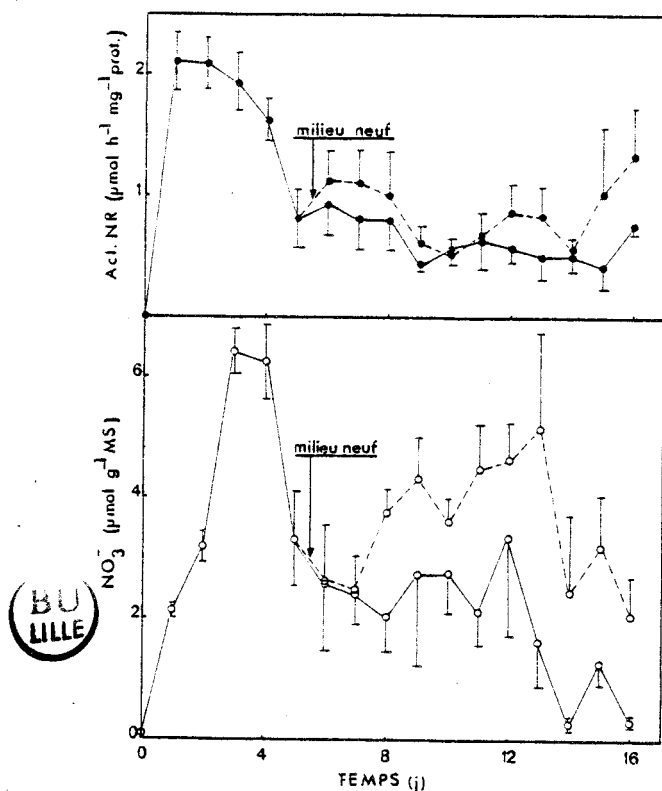 Act. NR (μmol h⁻¹ mg⁻¹ prot.)
2
1
milieu neuf
NO₃⁻ (μmol g⁻¹ MS)
6
4
2
0
milieu neuf
BU
LILLE
0
4
8
12
16
TEMPS (j)